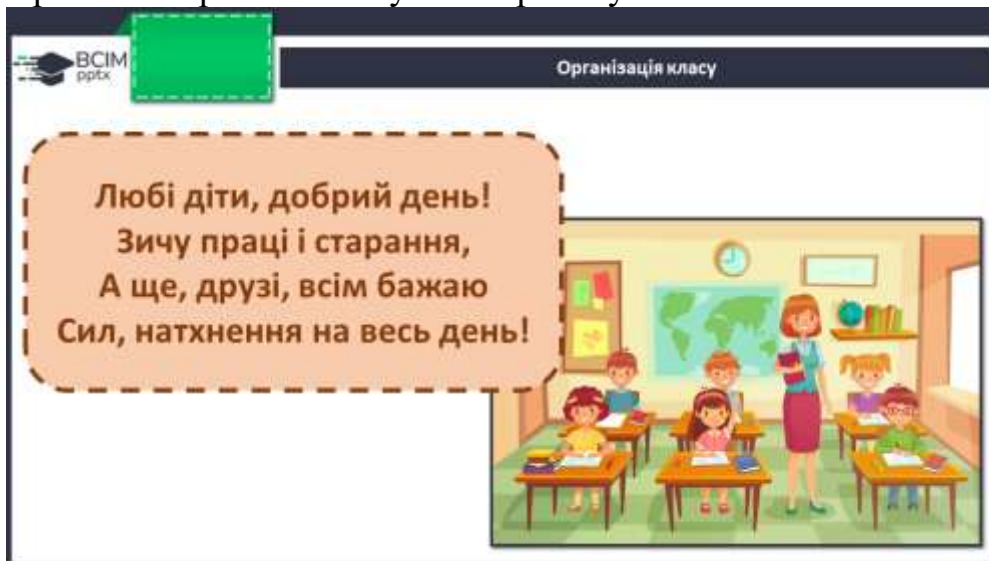 ВСІМ
pptx
Організація класу
Любі діти, добрий день!
Зичу праці і старання,
А ще, друзі, всім бажаю
Сил, натхнення на весь день!